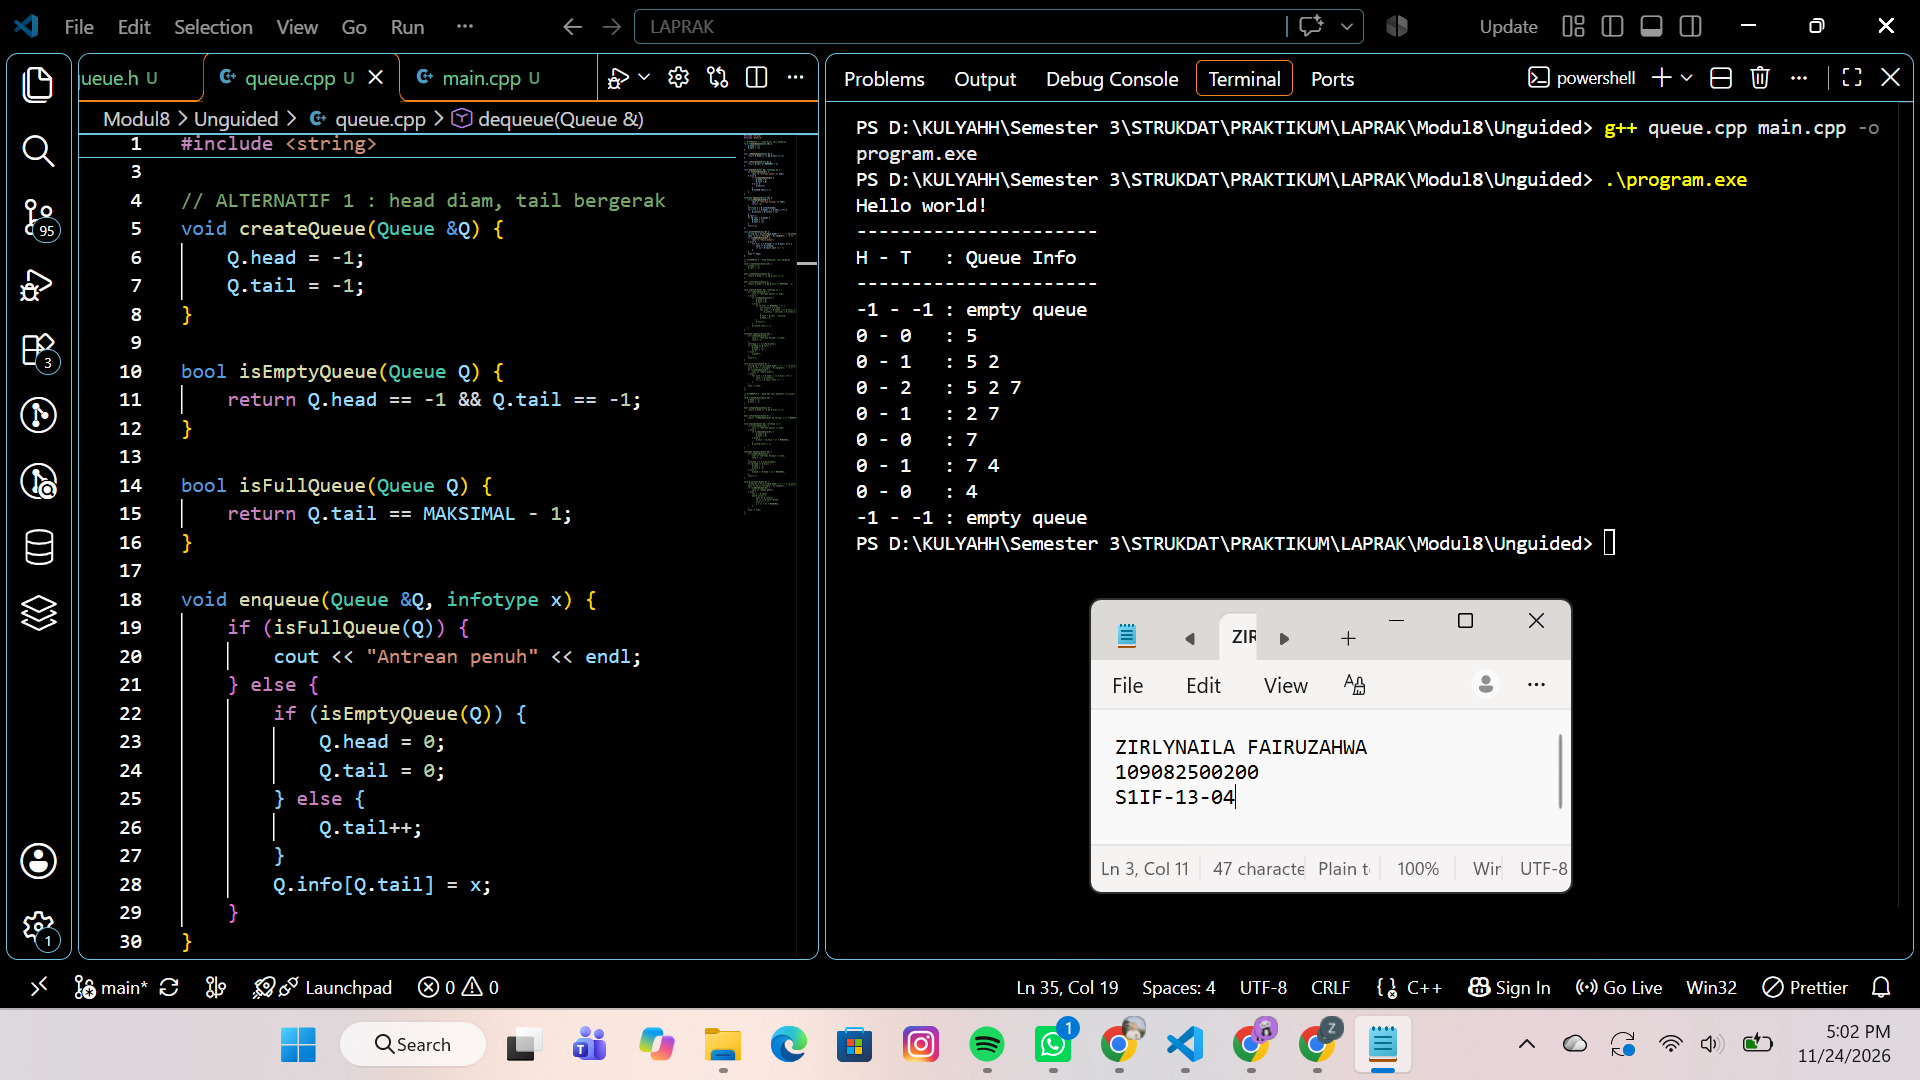 File Edit Selection View Go Run ···
LAPRAK
Update
ueue.h U
queue.cpp U
main.cpp U
Modul8 > Unguided > queue.cpp > dequeue(Queue &)
1 #include <string>
3
4 // ALTERNATIF 1 : head diam, tail bergerak
5 void createQueue(Queue &Q) {
6 Q.head = -1;
7 Q.tail = -1;
8 }
9
10 bool isEmptyQueue(Queue Q) {
11 return Q.head == -1 && Q.tail == -1;
12 }
13
14 bool isFullQueue(Queue Q) {
15 return Q.tail == MAKSIMAL - 1;
16 }
17
18 void enqueue(Queue &Q, infotype x) {
19 if (isFullQueue(Q)) {
20 cout << "Antrean penuh" << endl;
21 } else {
22 if (isEmptyQueue(Q)) {
23 Q.head = 0;
24 Q.tail = 0;
25 } else {
26 Q.tail++;
27 }
28 Q.info[Q.tail] = x;
29 }
30 }
95
3
1
Problems Output Debug Console Terminal Ports
powershell
PS D:\KULYAHH\Semester 3\STRUKDAT\PRAKTIKUM\LAPRAK\Modul8\Unguided> g++ queue.cpp main.cpp -o
program.exe
PS D:\KULYAHH\Semester 3\STRUKDAT\PRAKTIKUM\LAPRAK\Modul8\Unguided> .\program.exe
Hello world!
----------------------
H - T   : Queue Info
----------------------
-1 - -1 : empty queue
0 - 0   : 5
0 - 1   : 5 2
0 - 2   : 5 2 7
0 - 1   : 2 7
0 - 0   : 7
0 - 1   : 7 4
0 - 0   : 4
-1 - -1 : empty queue
PS D:\KULYAHH\Semester 3\STRUKDAT\PRAKTIKUM\LAPRAK\Modul8\Unguided>
ZIR
File Edit View
ZIRLYNAILA FAIRUZAHWA
109082500200
S1IF-13-04
Ln 3, Col 11 47 characte Plain t 100% Wir UTF-8
main* Launchpad 0 0
Ln 35, Col 19 Spaces: 4 UTF-8 CRLF C++ Sign In Go Live Win32 Prettier
Search
1
Z
5:02 PM
11/24/2026